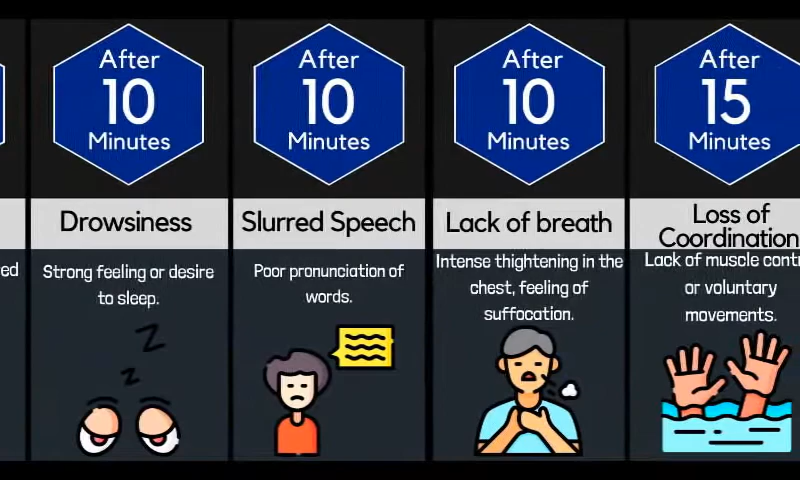 After
10
Minutes
Drowsiness
Strong feeling or desire
to sleep.
Z
z
z
After
10
Minutes
Slurred Speech
Poor pronunciation of
words.
After
10
Minutes
Lack of breath
Intense thightening in the
chest, feeling of
suffocation.
After
15
Minutes
Loss of
Coordination
Lack of muscle contr
or voluntary
movements.
ed